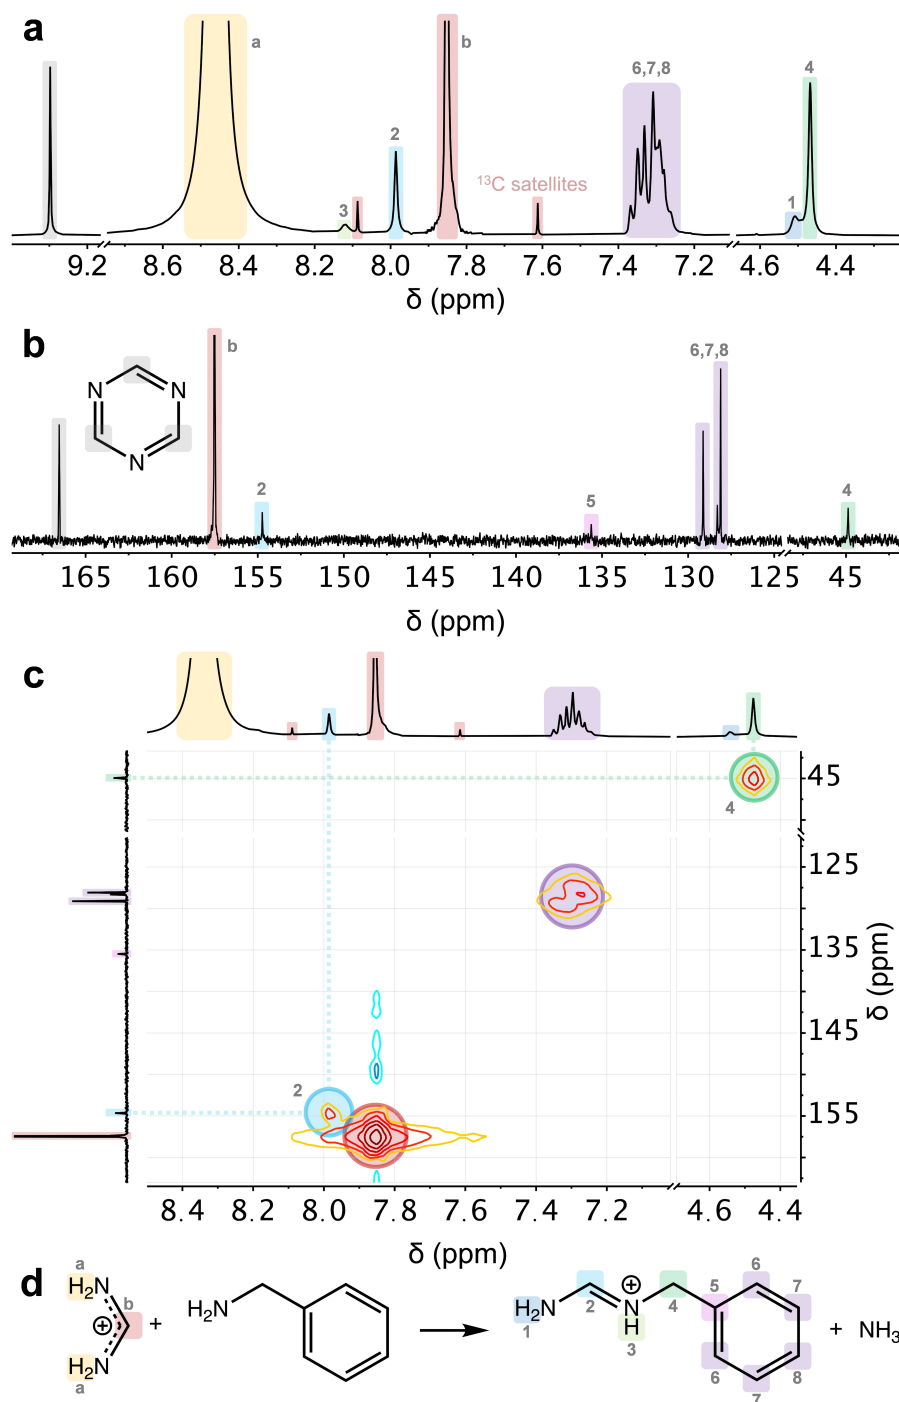 a
a
b
6,7,8
4
2
13C satellites
3
1
9.2 8.6 8.4 8.2 8.0 7.8 7.6 7.4 7.2 4.6 4.4
δ (ppm)
b
b
6,7,8
N N
N
2
5
4
165 160 155 150 145 140 135 130 125 45
δ (ppm)
c
45
4
125
135
δ (ppm)
145
2
155
8.4 8.2 8.0 7.8 7.6 7.4 7.2 4.6 4.4
δ (ppm)
d
a
H2N
b
+
+
H2N
a
H2N
H2N
1
2
+
N
H
3
4
5
6
7
6
7
8
+ NH3